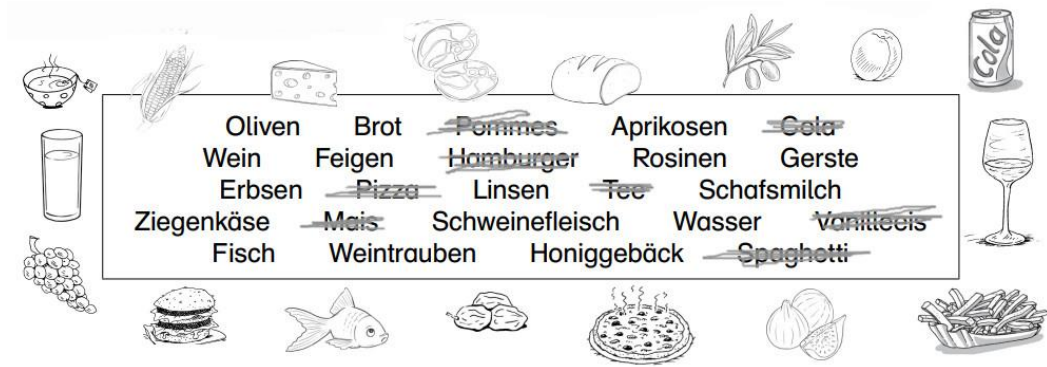 Cola
Oliven Brot Pommes Aprikosen Cola
Wein Feigen Hamburger Rosinen Gerste
Erbsen Pizza Linsen Tee Schafsmilch
Ziegenkäse Mais Schweinefleisch Wasser Vanilleeis
Fisch Weintrauben Honiggebäck Spaghetti